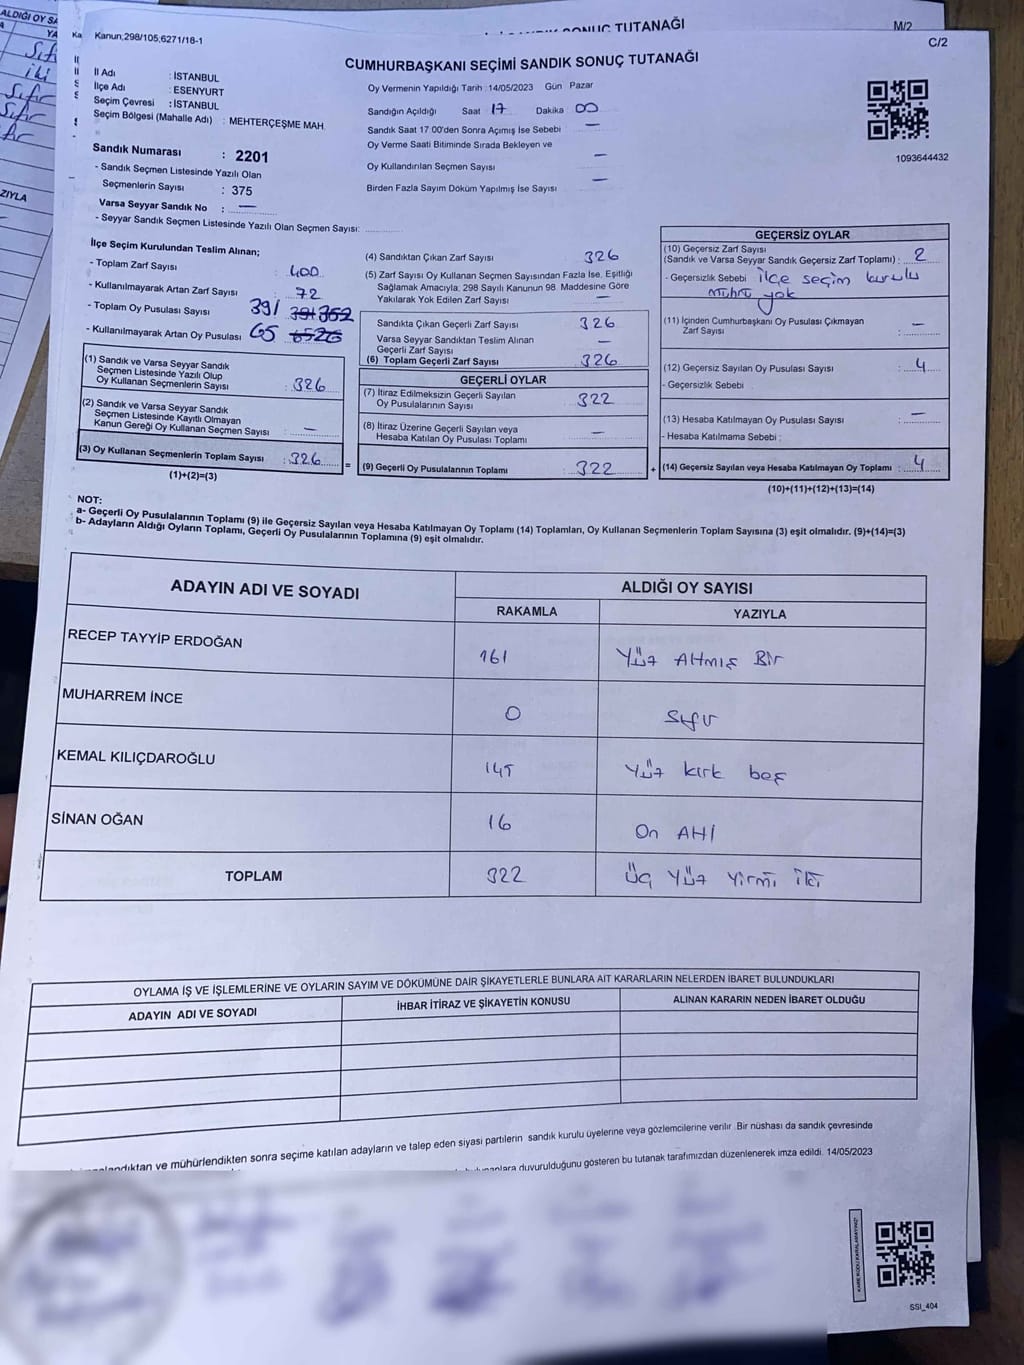 ALDIĞI OY SA
YA
Sıfı
iki
Sıfır
Sıfır
ZIYLA
SONUÇ TUTANAĞI
M/2
Kanun;298/105,6271/18-1
C/2
CUMHURBAŞKANI SEÇİMİ SANDIK SONUÇ TUTANAĞI
İl Adı : İSTANBUL
İlçe Adı : ESENYURT
Seçim Çevresi : İSTANBUL
Seçim Bölgesi (Mahalle Adı) : MEHTERÇEŞME MAH.
Sandık Numarası : 2201
- Sandık Seçmen Listesinde Yazılı Olan
Seçmenlerin Sayısı : 375
Varsa Seyyar Sandık No : —
- Seyyar Sandık Seçmen Listesinde Yazılı Olan Seçmen Sayısı:
Oy Vermenin Yapıldığı Tarih :14/05/2023 Gün Pazar
Sandığın Açıldığı Saat 17 Dakika 00
Sandık Saat 17:00'den Sonra Açımış İse Sebebi —
Oy Verme Saati Bitiminde Sırada Bekleyen ve
Oy Kullandırılan Seçmen Sayısı —
Birden Fazla Sayım Döküm Yapılmış İse Sayısı —
1093644432
İlçe Seçim Kurulundan Teslim Alınan;
- Toplam Zarf Sayısı : 400
- Kullanılmayarak Artan Zarf Sayısı : 72
- Toplam Oy Pusulası Sayısı 391
- Kullanılmayarak Artan Oy Pusulası 65
(1) Sandık ve Varsa Seyyar Sandık
Seçmen Listesinde Yazılı Olup
Oy Kullanan Seçmenlerin Sayısı : 326
(2) Sandık ve Varsa Seyyar Sandık
Seçmen Listesinde Kayıtlı Olmayan
Kanun Gereği Oy Kullanan Seçmen Sayısı : —
(3) Oy Kullanan Seçmenlerin Toplam Sayısı : 326
(1)+(2)=(3)
(4) Sandıktan Çıkan Zarf Sayısı 326
(5) Zarf Sayısı Oy Kullanan Seçmen Sayısından Fazla İse, Eşitliği
Sağlamak Amacıyla, 298 Sayılı Kanunun 98. Maddesine Göre
Yakılarak Yok Edilen Zarf Sayısı —
Sandıkta Çıkan Geçerli Zarf Sayısı 326
Varsa Seyyar Sandıktan Teslim Alınan
Geçerli Zarf Sayısı —
(6) Toplam Geçerli Zarf Sayısı 326
GEÇERLİ OYLAR
(7) İtiraz Edilmeksizin Geçerli Sayılan
Oy Pusulalarının Sayısı : 322
(8) İtiraz Üzerine Geçerli Sayılan veya
Hesaba Katılan Oy Pusulaları Toplamı —
= (9) Geçerli Oy Pusulalarının Toplamı : 322 +
GEÇERSİZ OYLAR
(10) Geçersiz Zarf Sayısı
(Sandık ve Varsa Seyyar Sandık Geçersiz Zarf Toplamı) : 2
- Geçersizlik Sebebi : ilçe seçim kurulu
mührü yok
(11) İçinden Cumhurbaşkanı Oy Pusulası Çıkmayan
Zarf Sayısı : —
(12) Geçersiz Sayılan Oy Pusulası Sayısı : 4
- Geçersizlik Sebebi :
(13) Hesaba Katılmayan Oy Pusulası Sayısı : —
- Hesaba Katılmama Sebebi :
(14) Geçersiz Sayılan veya Hesaba Katılmayan Oy Toplamı : 4
(10)+(11)+(12)+(13)=(14)
NOT:
a- Geçerli Oy Pusulalarının Toplamı (9) ile Geçersiz Sayılan veya Hesaba Katılmayan Oy Toplamı (14) Toplamları, Oy Kullanan Seçmenlerin Toplam Sayısına (3) eşit olmalıdır. (9)+(14)=(3)
b- Adayların Aldığı Oyların Toplamı, Geçerli Oy Pusulalarının Toplamına (9) eşit olmalıdır.
ADAYIN ADI VE SOYADI ALDIĞI OY SAYISI
RAKAMLA YAZIYLA
RECEP TAYYİP ERDOĞAN 161 Yüz Altmış Bir
MUHARREM İNCE 0 Sıfır
KEMAL KILIÇDAROĞLU 145 Yüz kırk beş
SİNAN OĞAN 16 On Altı
TOPLAM 322 Üç Yüz Yirmi İki
OYLAMA İŞ VE İŞLEMLERİNE VE OYLARIN SAYIM VE DÖKÜMÜNE DAİR ŞİKAYETLERLE BUNLARA AİT KARARLARIN NELERDEN İBARET BULUNDUKLARI
ADAYIN ADI VE SOYADI İHBAR İTİRAZ VE ŞİKAYETİN KONUSU ALINAN KARARIN NEDEN İBARET OLDUĞU
ve mühürlendikten sonra seçime katılan adayların ve talep eden siyasi partilerin sandık kurulu üyelerine veya gözlemcilerine verilir. Bir nüshası da sandık çevresinde
duyurulduğunu gösteren bu tutanak tarafımızdan düzenlenerek imza edildi. 14/05/2023
KARE KODU KARALAMAYINIZ!
SSI_404